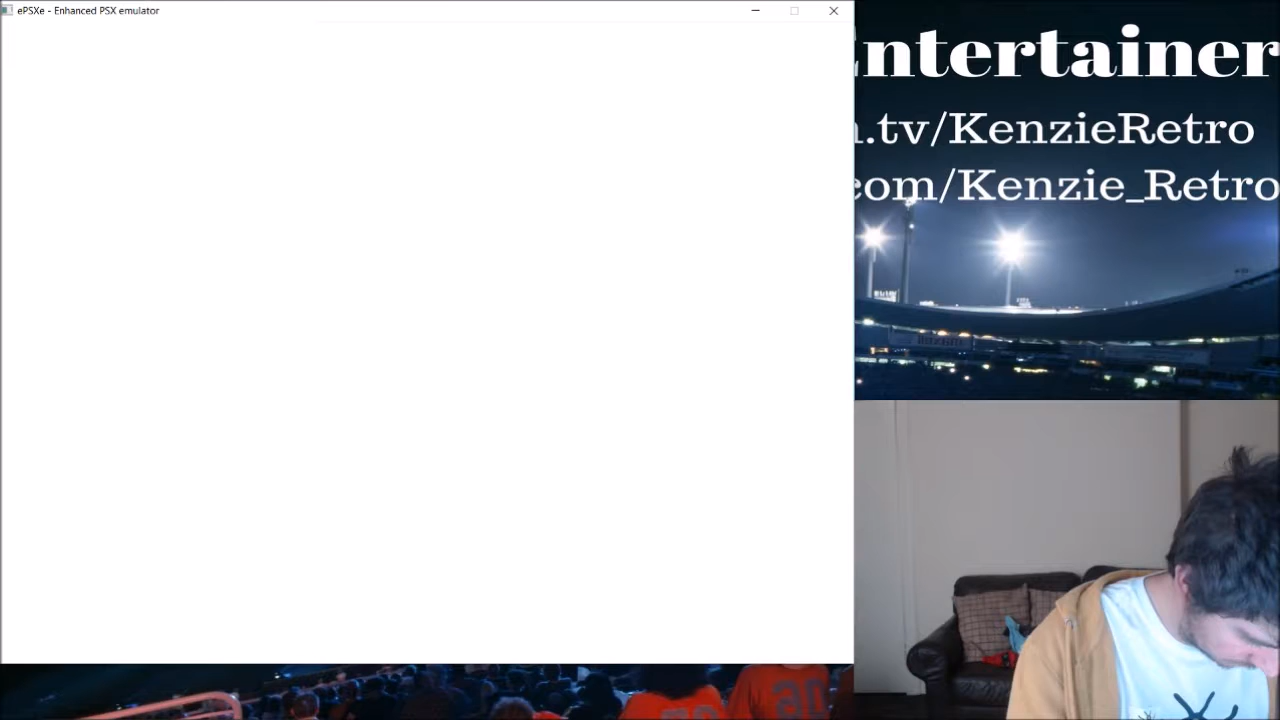 ePSXe - Enhanced PSX emulator
ntertainer
.tv/KenzieRetro
com/Kenzie_Retro